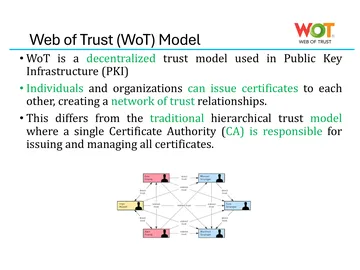 Web of Trust (WoT) Model
WOT
WEB OF TRUST
• WoT is a decentralized trust model used in Public Key
Infrastructure (PKI)
• Individuals and organizations can issue certificates to each
other, creating a network of trust relationships.
• This differs from the traditional hierarchical trust model
where a single Certificate Authority (CA) is responsible for
issuing and managing all certificates.